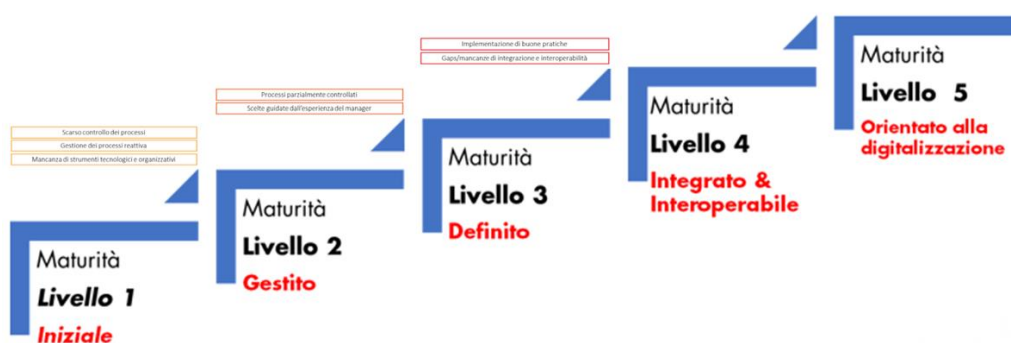 Scarso controllo dei processi
Gestione dei processi reattiva
Mancanza di strumenti tecnologici e organizzativi
Maturità
Livello 1
Iniziale
Processi parzialmente controllati
Scelte guidate dall'esperienza del manager
Maturità
Livello 2
Gestito
Implementazione di buone pratiche
Gaps/mancanze di integrazione e interoperabilità
Maturità
Livello 3
Definito
Maturità
Livello 4
Integrato &
Interoperabile
Maturità
Livello 5
Orientato alla
digitalizzazione